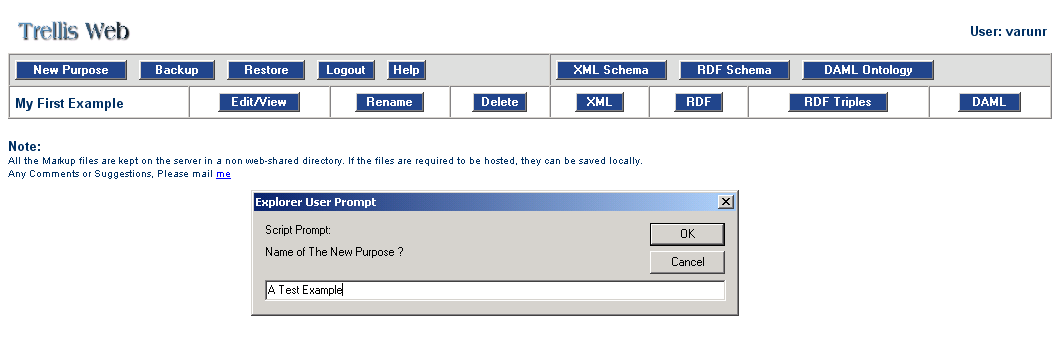 Trellis Web
User: varunr
New Purpose Backup Restore Logout Help XML Schema RDF Schema DAML Ontology
My First Example Edit/View Rename Delete XML RDF RDF Triples DAML
Note:
All the Markup files are kept on the server in a non web-shared directory. If the files are required to be hosted, they can be saved locally.
Any Comments or Suggestions, Please mail me
Explorer User Prompt
Script Prompt:
OK
Name of The New Purpose ?
Cancel
A Test Example